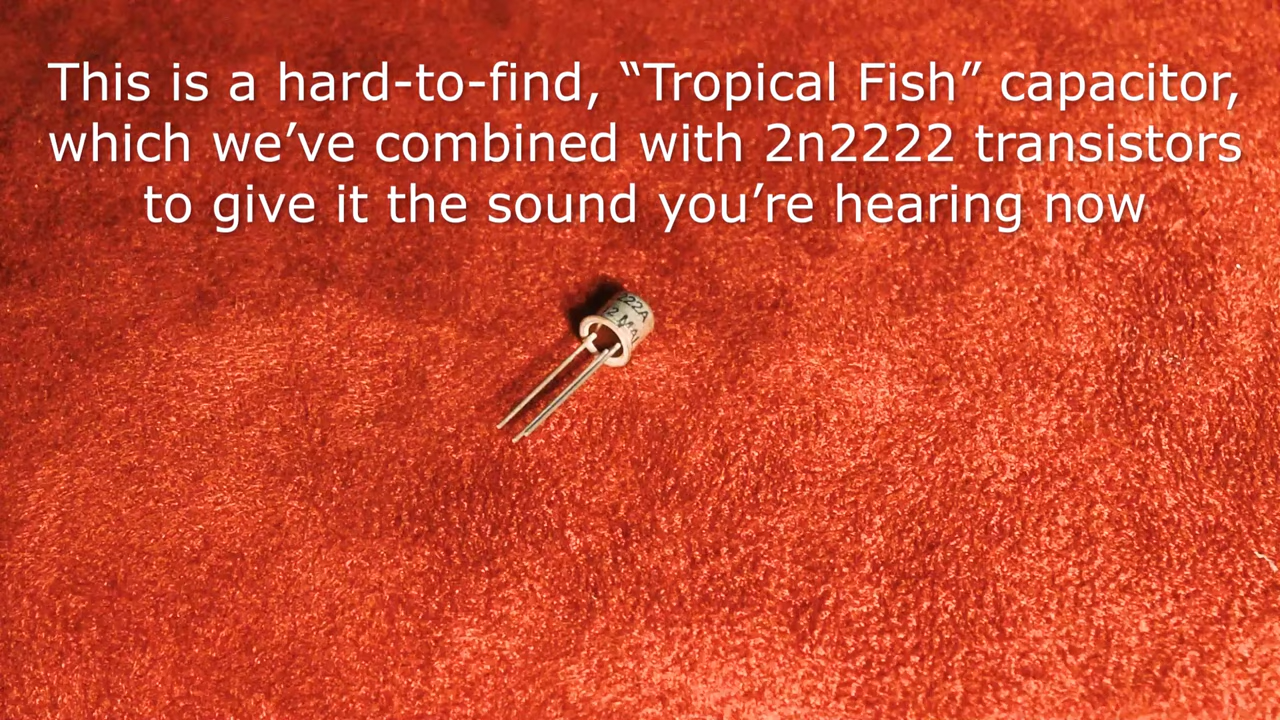 This is a hard-to-find, “Tropical Fish” capacitor,
which we’ve combined with 2n2222 transistors
to give it the sound you’re hearing now
222A